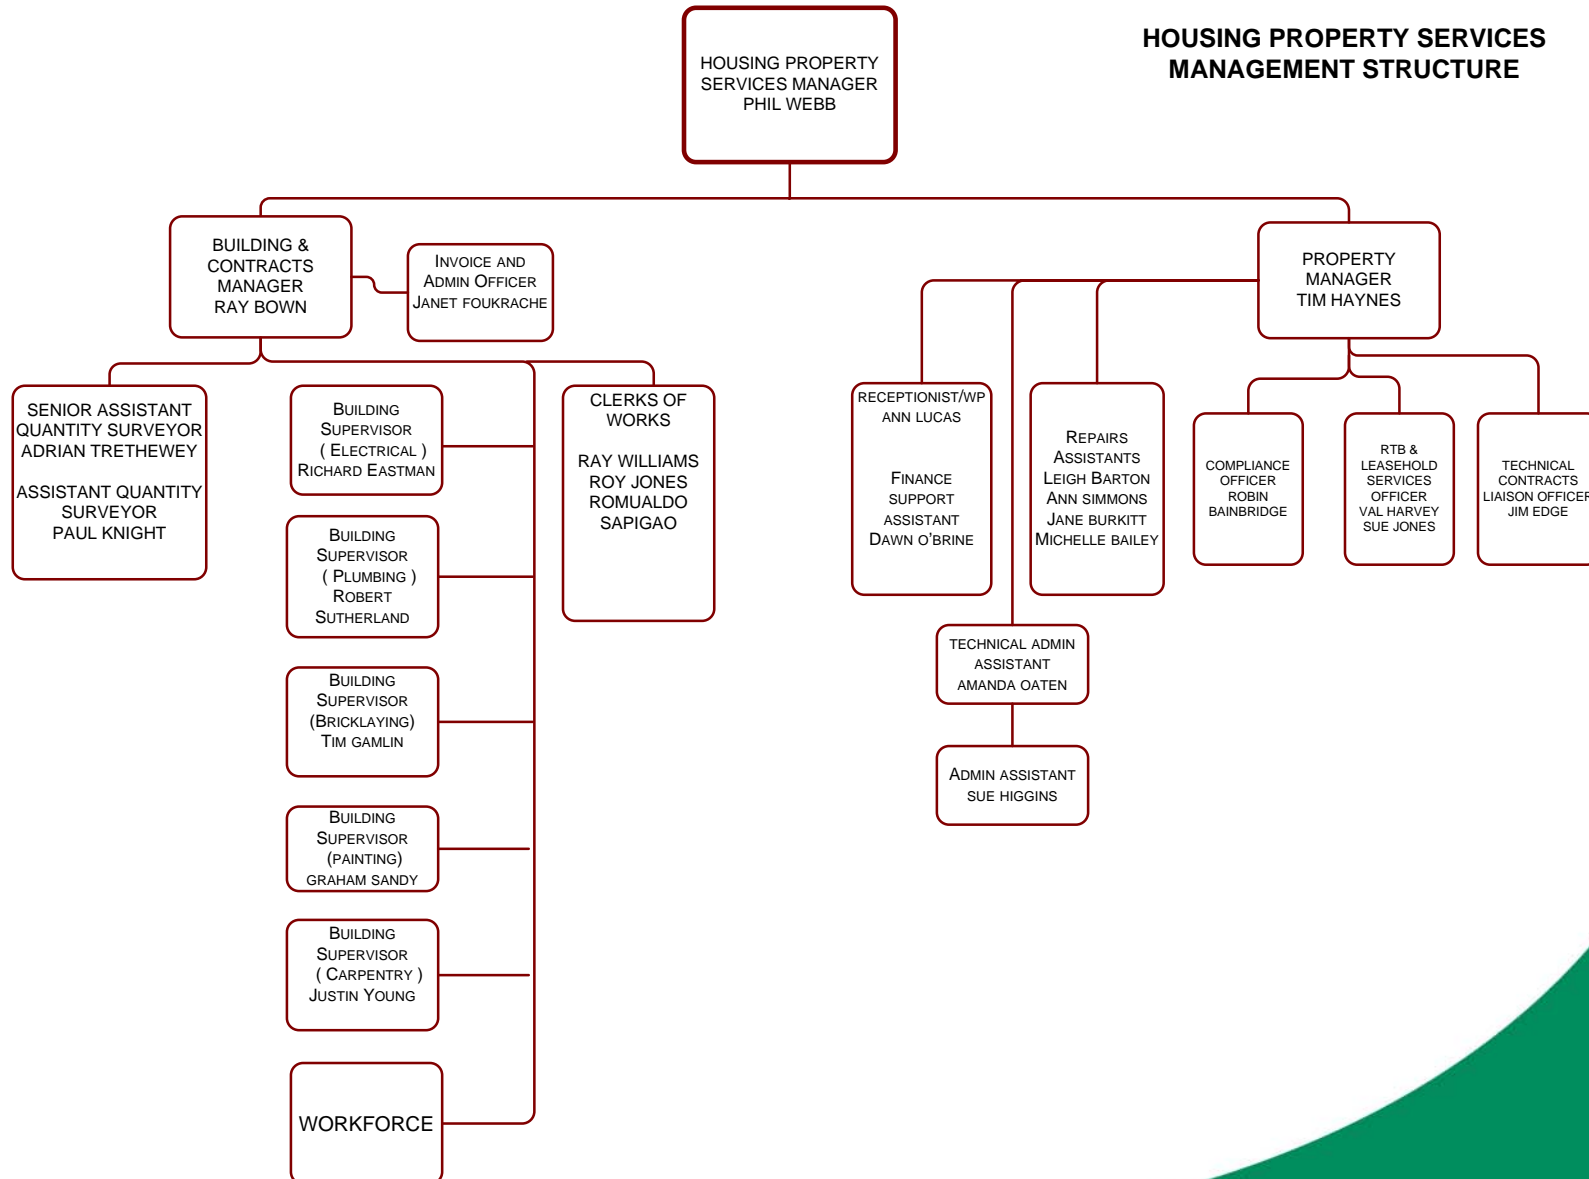 HOUSING PROPERTY SERVICES
MANAGEMENT STRUCTURE
HOUSING PROPERTY
SERVICES MANAGER
PHIL WEBB
BUILDING &
CONTRACTS
MANAGER
RAY BOWN
INVOICE AND
ADMIN OFFICER
JANET FOUKRACHE
PROPERTY
MANAGER
TIM HAYNES
SENIOR ASSISTANT
QUANTITY SURVEYOR
ADRIAN TRETHEWEY
ASSISTANT QUANTITY
SURVEYOR
PAUL KNIGHT
BUILDING
SUPERVISOR
( ELECTRICAL )
RICHARD EASTMAN
BUILDING
SUPERVISOR
( PLUMBING )
ROBERT
SUTHERLAND
BUILDING
SUPERVISOR
(BRICKLAYING)
TIM GAMLIN
BUILDING
SUPERVISOR
(PAINTING)
GRAHAM SANDY
BUILDING
SUPERVISOR
( CARPENTRY )
JUSTIN YOUNG
WORKFORCE
CLERKS OF
WORKS
RAY WILLIAMS
ROY JONES
ROMUALDO
SAPIGAO
RECEPTIONIST/WP
ANN LUCAS
FINANCE
SUPPORT
ASSISTANT
DAWN O'BRINE
REPAIRS
ASSISTANTS
LEIGH BARTON
ANN SIMMONS
JANE BURKITT
MICHELLE BAILEY
TECHNICAL ADMIN
ASSISTANT
AMANDA OATEN
ADMIN ASSISTANT
SUE HIGGINS
COMPLIANCE
OFFICER
ROBIN
BAINBRIDGE
RTB &
LEASEHOLD
SERVICES
OFFICER
VAL HARVEY
SUE JONES
TECHNICAL
CONTRACTS
LIAISON OFFICER
JIM EDGE